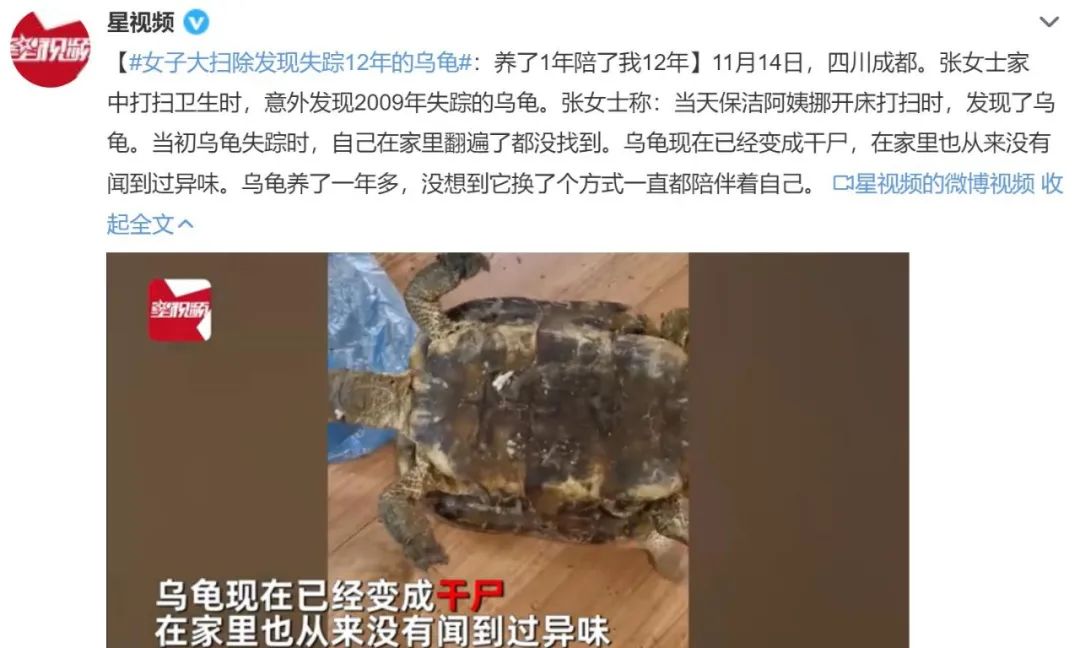 星视频
星视频
【#女子大扫除发现失踪12年的乌龟#：养了1年陪了我12年】11月14日，四川成都。张女士家
中打扫卫生时，意外发现2009年失踪的乌龟。张女士称：当天保洁阿姨挪开床打扫时，发现了乌
龟。当初乌龟失踪时，自己在家里翻遍了都没找到。乌龟现在已经变成干尸，在家里也从来没有
闻到过异味。乌龟养了一年多，没想到它换了个方式一直都陪伴着自己。 星视频的微博视频 收
起全文
星视频
乌龟现在已经变成干尸
在家里也从来没有闻到过异味